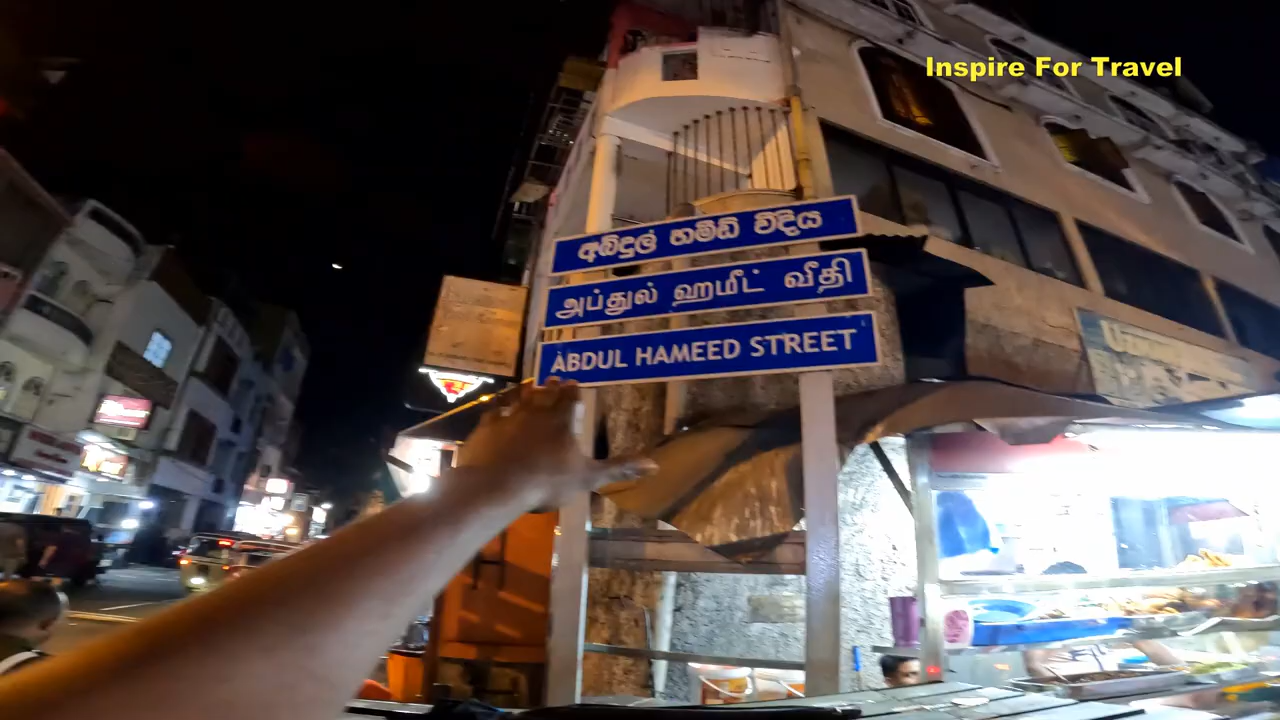 Inspire For Travel
අබ්දුල් හමීඩ් වීදිය
அப்துல் ஹமீட் வீதி
ABDUL HAMEED STREET